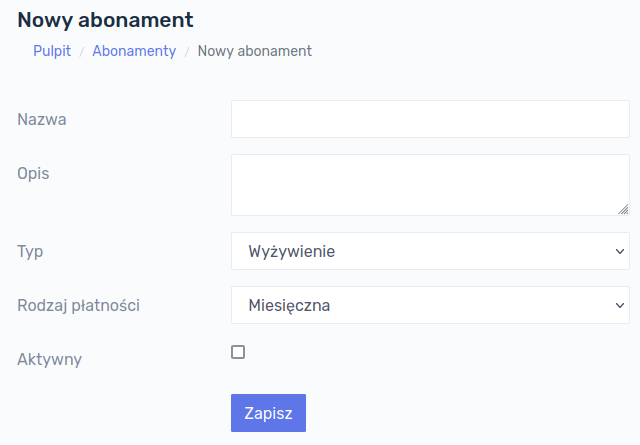 Nowy abonament
Pulpit / Abonamenty / Nowy abonament
Nazwa
Opis
Typ
Wyżywienie
Rodzaj płatności
Miesięczna
Aktywny
Zapisz